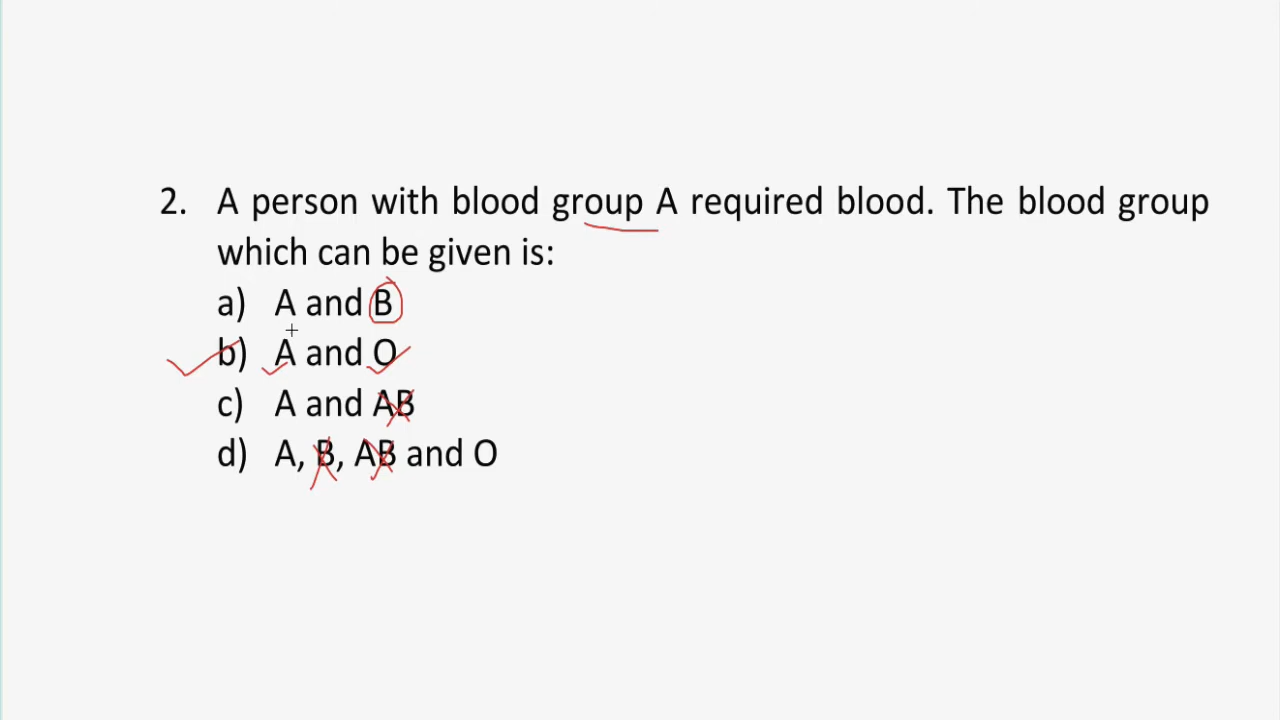 2. A person with blood group A required blood. The blood group
which can be given is:
a) A and B
b) A and O
c) A and AB
d) A, B, AB and O